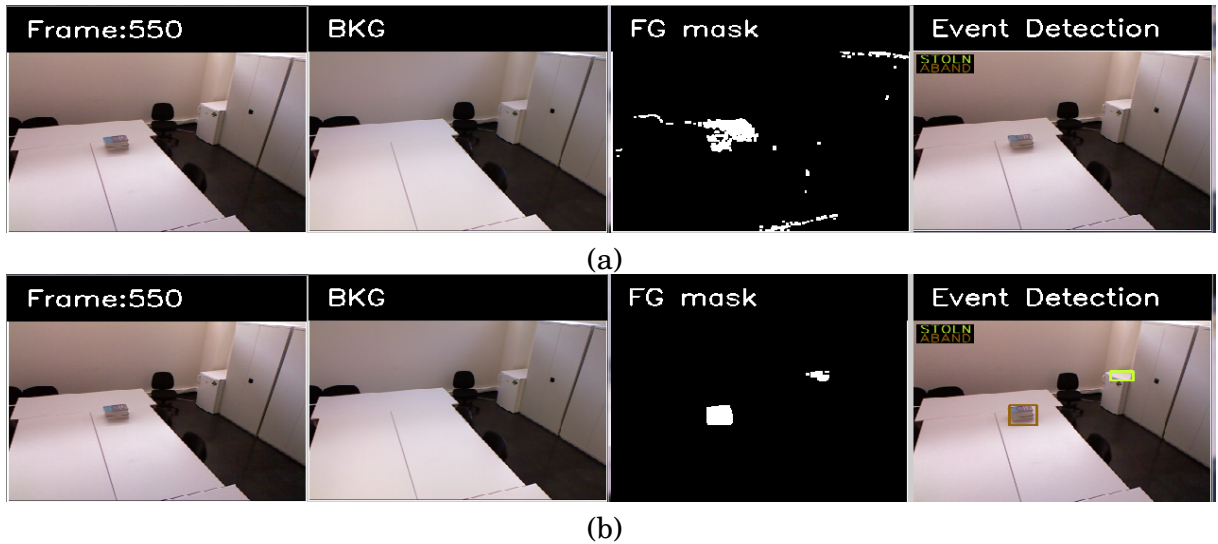 Frame:550 BKG FG mask Event Detection
STOLN
ABAND
(a)
Frame:550 BKG FG mask Event Detection
STOLN
ABAND
(b)